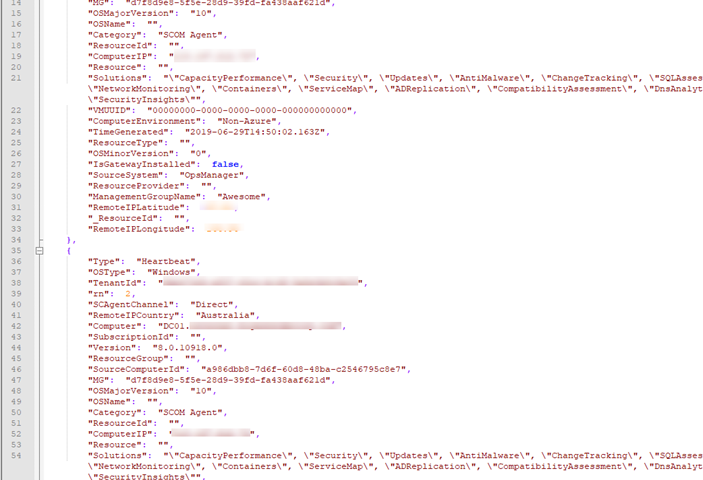 14 "MG": "d7f8d9e8-5f5e-28d9-39fd-fa438aaf621d",
15 "OSMajorVersion": "10",
16 "OSName": "",
17 "Category": "SCOM Agent",
18 "ResourceId": "",
19 "ComputerIP": "
20 "Resource": "",
21 "Solutions": "\"CapacityPerformance\", \"Security\", \"Updates\", \"AntiMalware\", \"ChangeTracking\", \"SQLAsses
\"NetworkMonitoring\", \"Containers\", \"ServiceMap\", \"ADReplication\", \"CompatibilityAssessment\", \"DnsAnalyt
\"SecurityInsights\"",
22 "VMUUID": "00000000-0000-0000-0000-000000000000",
23 "ComputerEnvironment": "Non-Azure",
24 "TimeGenerated": "2019-06-29T14:50:02.163Z",
25 "ResourceType": "",
26 "OSMinorVersion": "0",
27 "IsGatewayInstalled": false,
28 "SourceSystem": "OpsManager",
29 "ResourceProvider": "",
30 "ManagementGroupName": "Awesome",
31 "RemoteIPLatitude":
32 "_ResourceId": "",
33 "RemoteIPLongitude":
34 },
35 {
36 "Type": "Heartbeat",
37 "OSType": "Windows",
38 "TenantId": "
39 "rn": 2,
40 "SCAgentChannel": "Direct",
41 "RemoteIPCountry": "Australia",
42 "Computer": "DC01.
43 "SubscriptionId": "",
44 "Version": "8.0.10918.0",
45 "ResourceGroup": "",
46 "SourceComputerId": "a986dbb8-7d6f-60d8-48ba-c2546795c8e7",
47 "MG": "d7f8d9e8-5f5e-28d9-39fd-fa438aaf621d",
48 "OSMajorVersion": "10",
49 "OSName": "",
50 "Category": "SCOM Agent",
51 "ResourceId": "",
52 "ComputerIP": "
53 "Resource": "",
54 "Solutions": "\"CapacityPerformance\", \"Security\", \"Updates\", \"AntiMalware\", \"ChangeTracking\", \"SQLAsses
\"NetworkMonitoring\", \"Containers\", \"ServiceMap\", \"ADReplication\", \"CompatibilityAssessment\", \"DnsAnalyt
\"SecurityInsights\"",